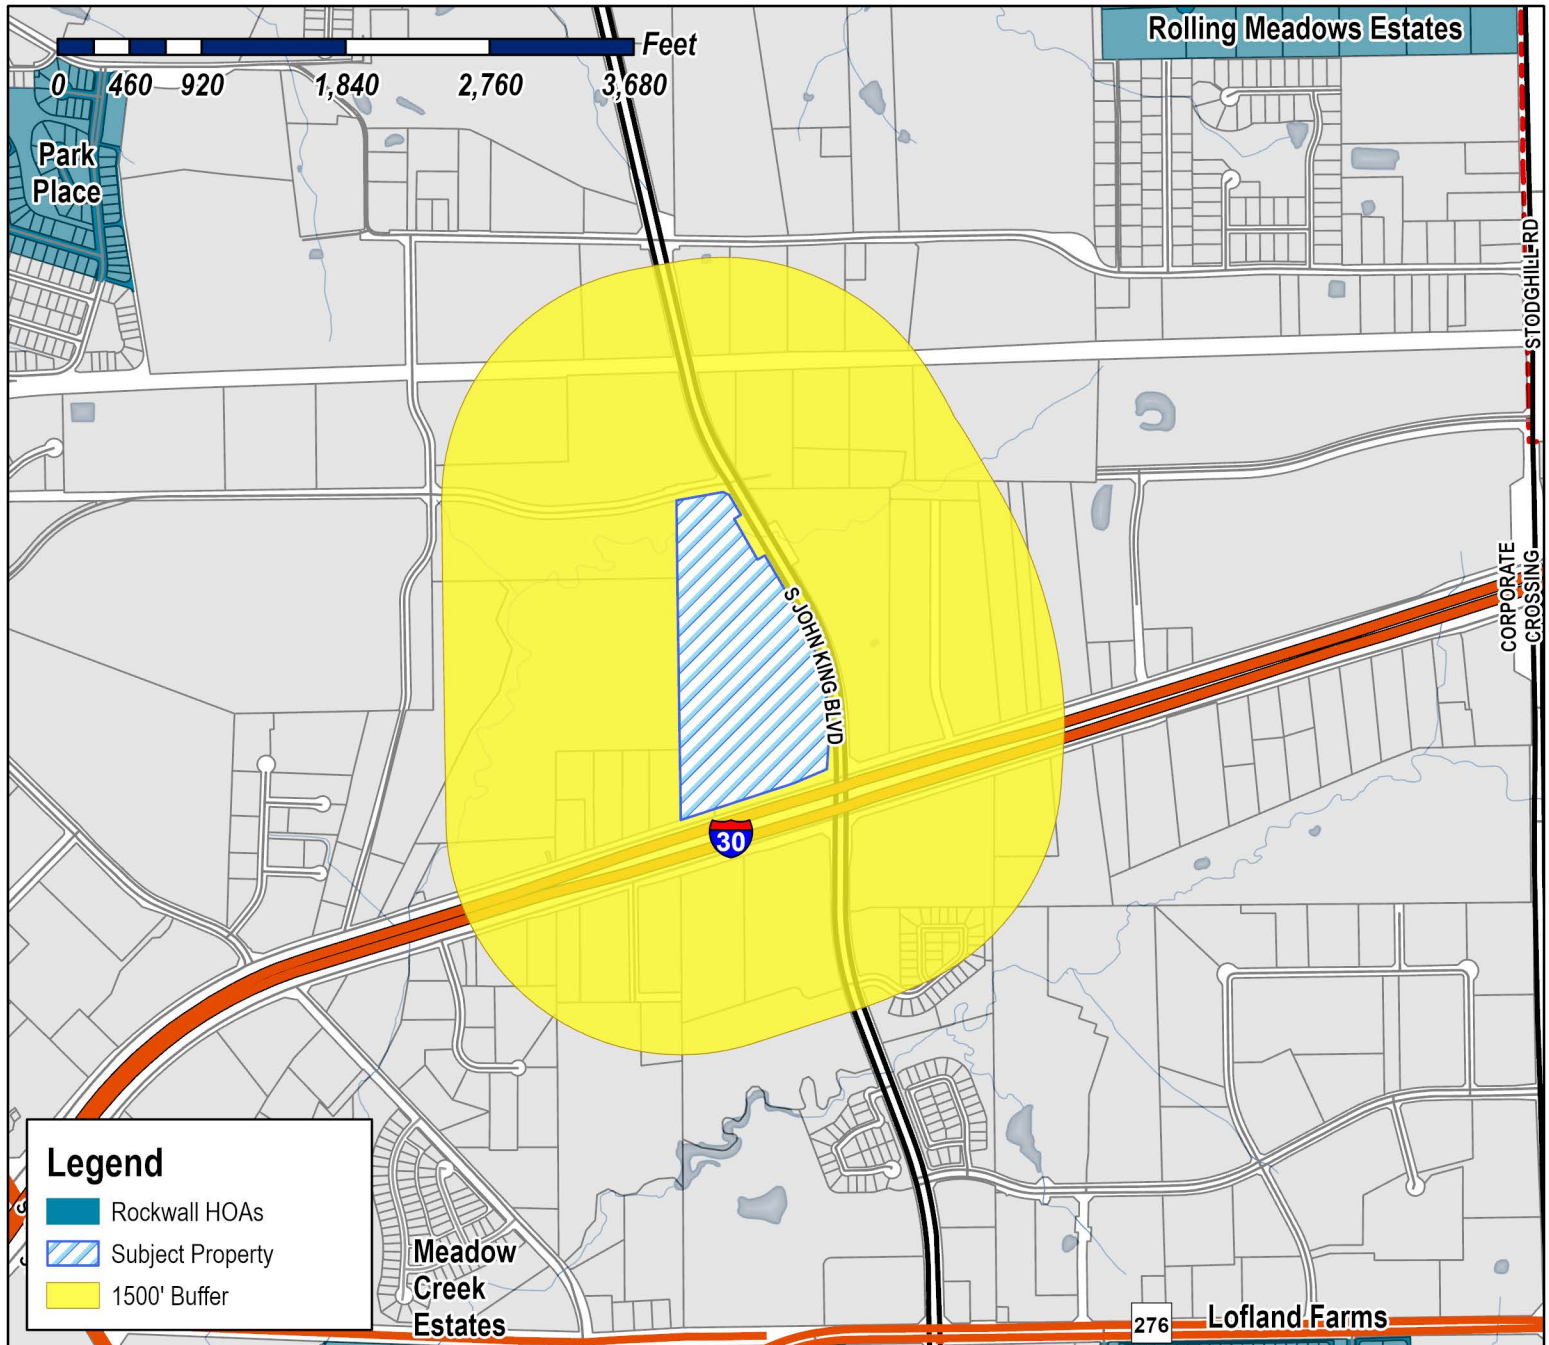 Rolling Meadows Estates
Feet
0 460 920 1,840 2,760 3,680
Park
Place
STODGHILL RD
CORPORATE
CROSSING
S JOHN KING BLVD
30
Legend
Rockwall HOAs
Subject Property
1500' Buffer
Meadow
Creek
Estates
276
Lofland Farms